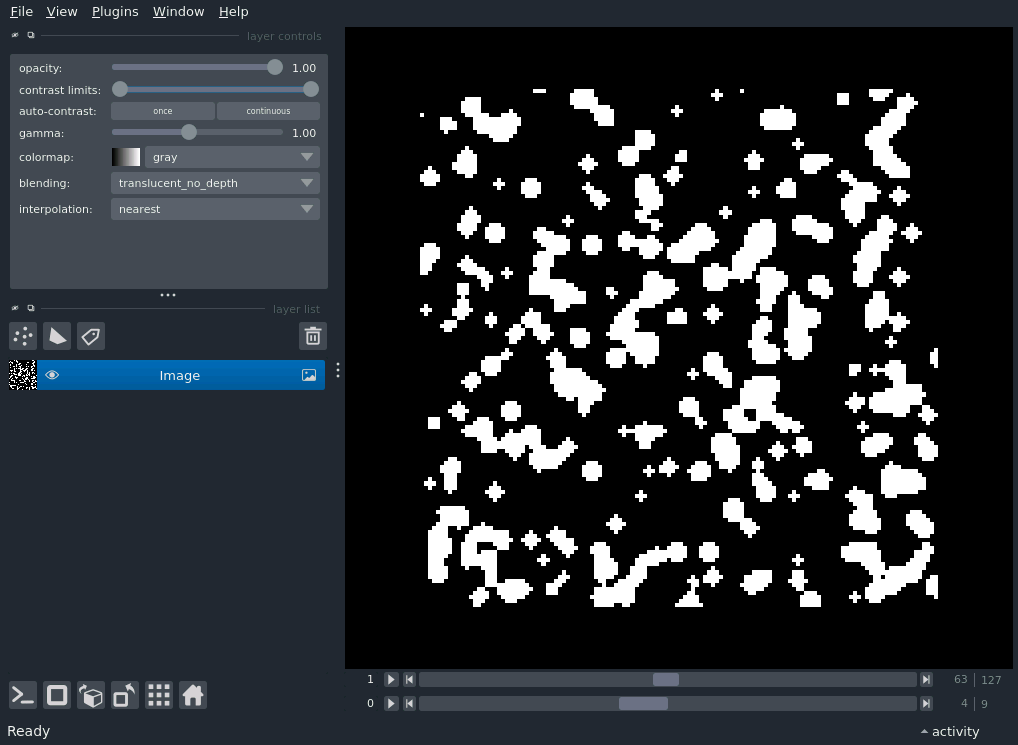 File View Plugins Window Help
layer controls
opacity: 1.00
contrast limits:
auto-contrast: once continuous
gamma: 1.00
colormap: gray
blending: translucent_no_depth
interpolation: nearest
layer list
Image
1 63 127
0 4 9
Ready activity